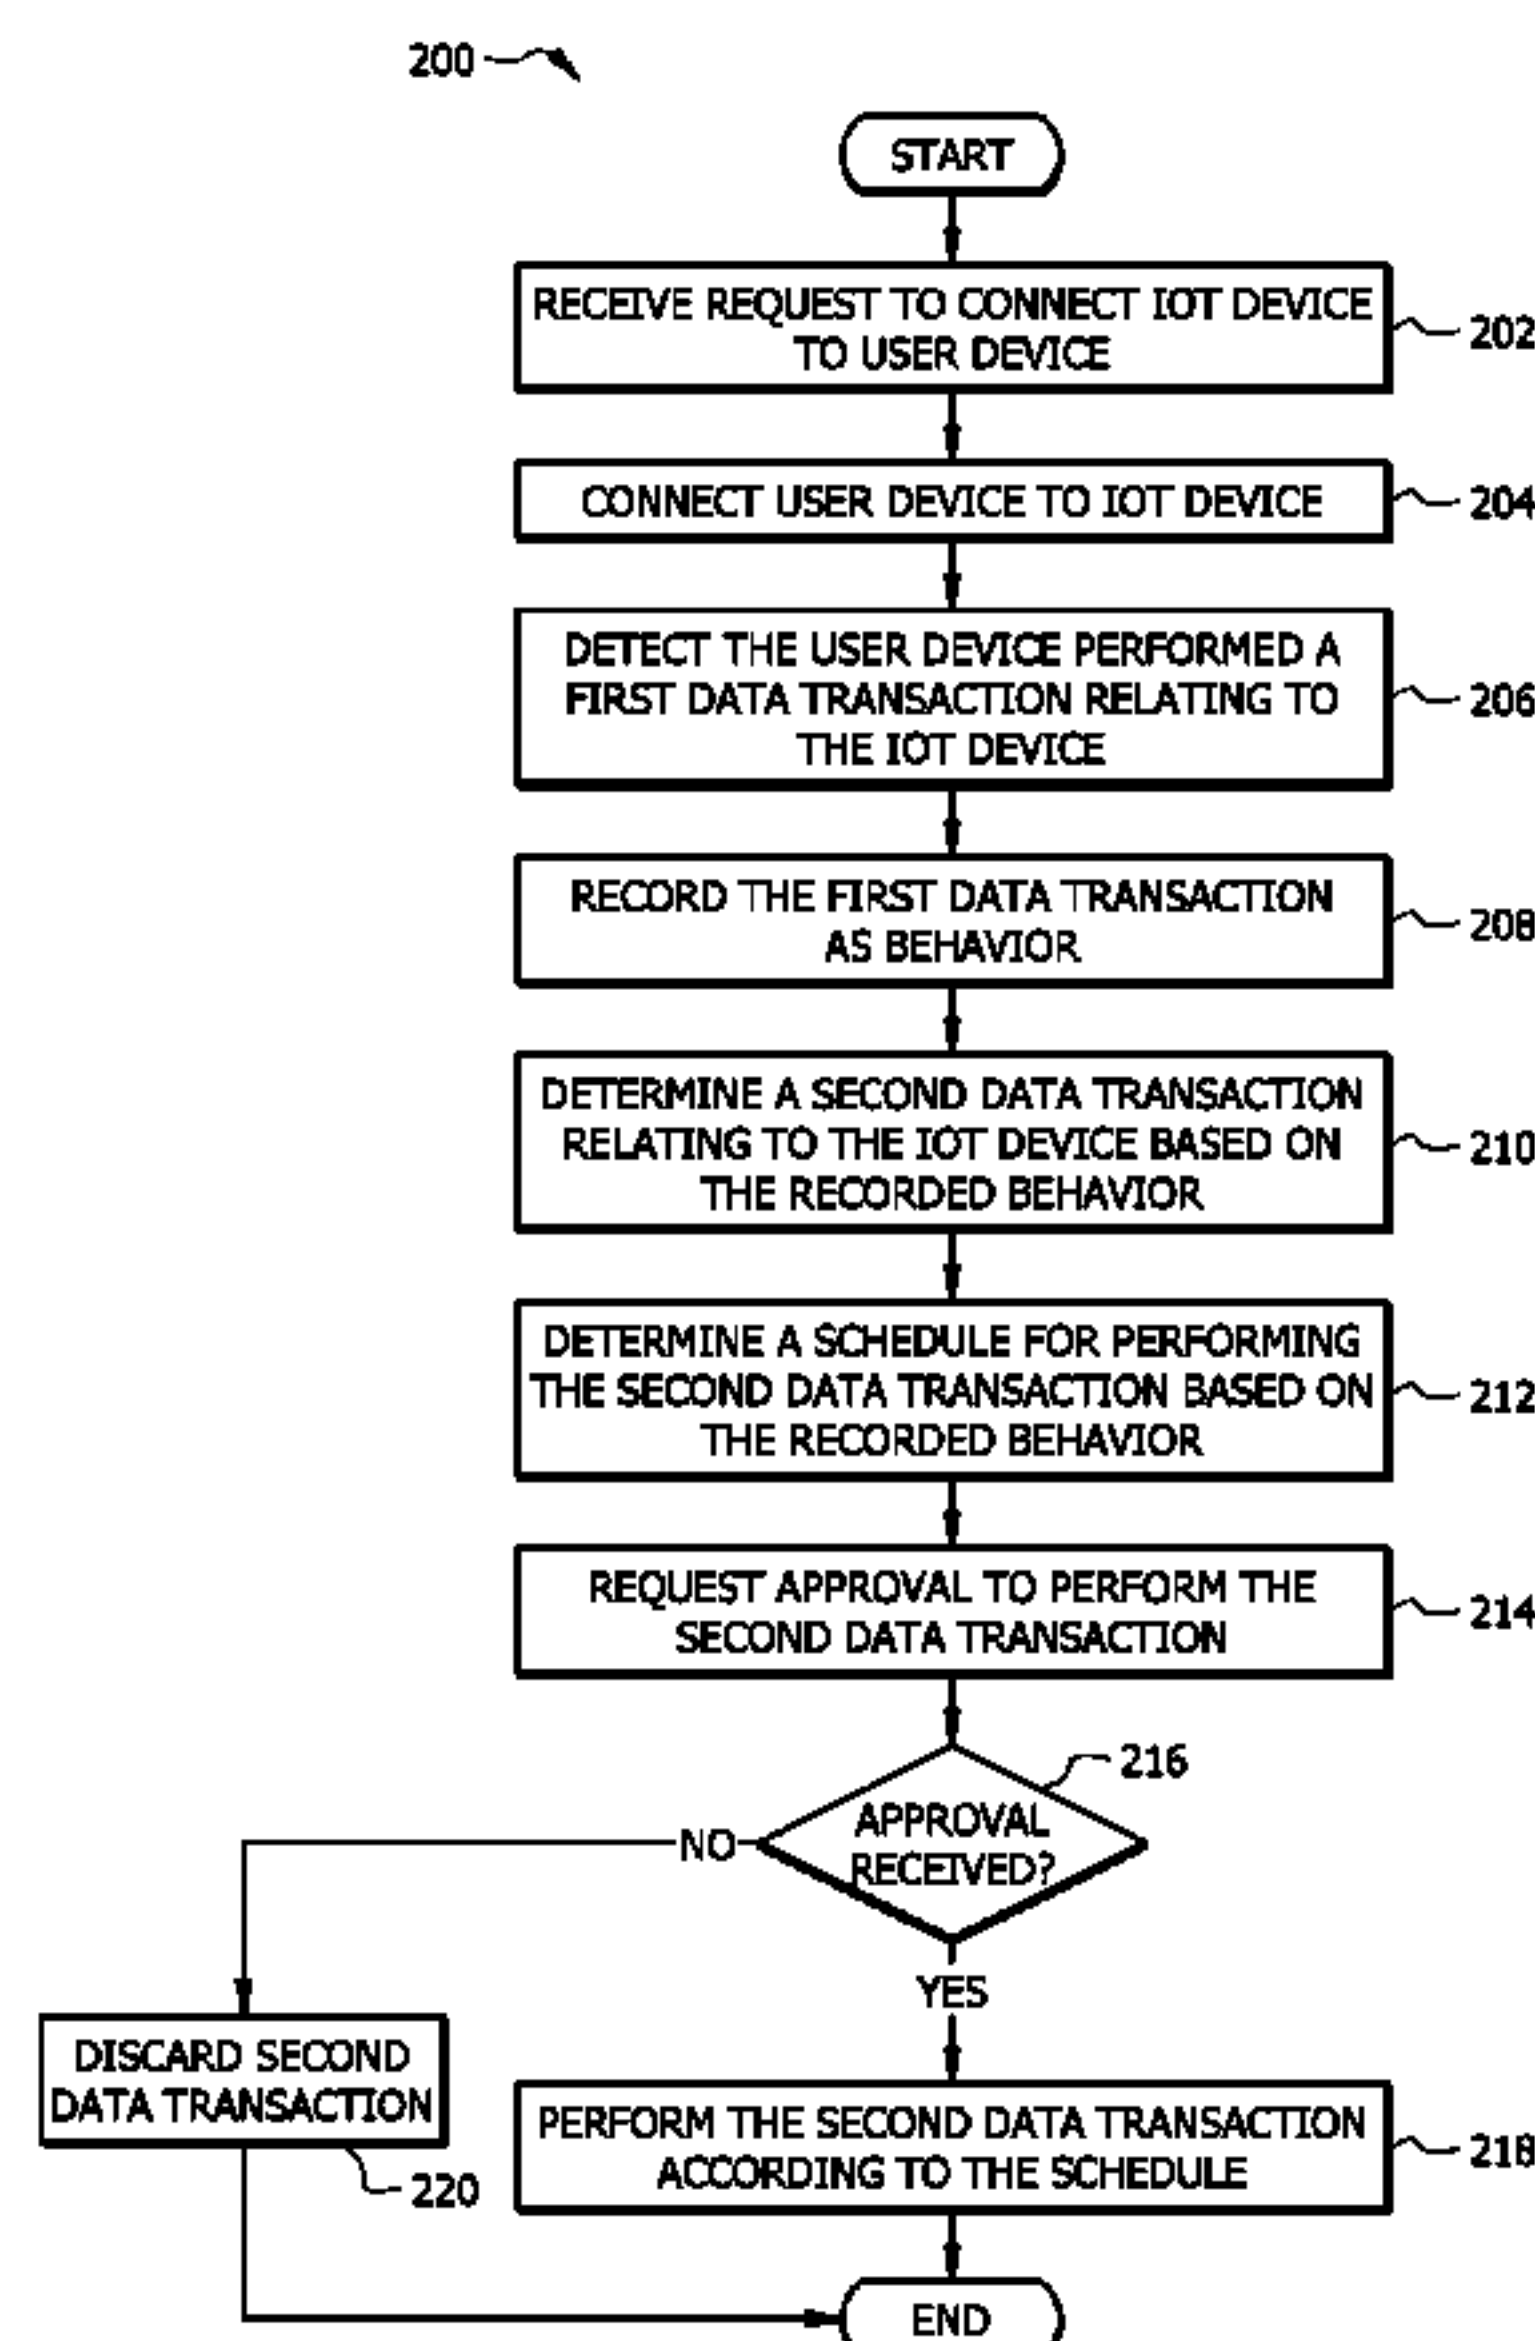 200
START
RECEIVE REQUEST TO CONNECT IOT DEVICE
TO USER DEVICE
202
CONNECT USER DEVICE TO IOT DEVICE
204
DETECT THE USER DEVICE PERFORMED A
FIRST DATA TRANSACTION RELATING TO
THE IOT DEVICE
206
RECORD THE FIRST DATA TRANSACTION
AS BEHAVIOR
208
DETERMINE A SECOND DATA TRANSACTION
RELATING TO THE IOT DEVICE BASED ON
THE RECORDED BEHAVIOR
210
DETERMINE A SCHEDULE FOR PERFORMING
THE SECOND DATA TRANSACTION BASED ON
THE RECORDED BEHAVIOR
212
REQUEST APPROVAL TO PERFORM THE
SECOND DATA TRANSACTION
214
216
APPROVAL
RECEIVED?
NO
YES
DISCARD SECOND
DATA TRANSACTION
220
PERFORM THE SECOND DATA TRANSACTION
ACCORDING TO THE SCHEDULE
218
END